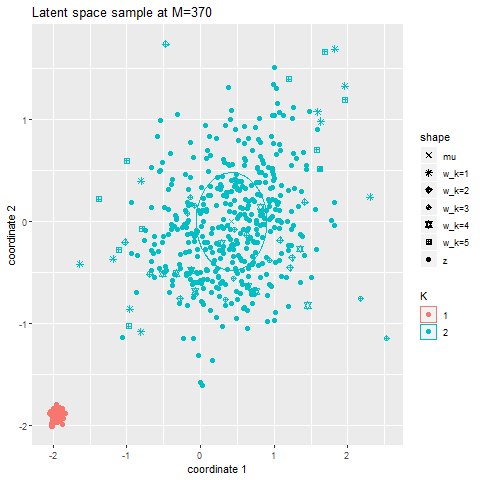 Latent space sample at M=370
coordinate 2
1
0
-1
-2
-2
-1
0
1
2
coordinate 1
shape
mu
w_k=1
w_k=2
w_k=3
w_k=4
w_k=5
z
K
1
2